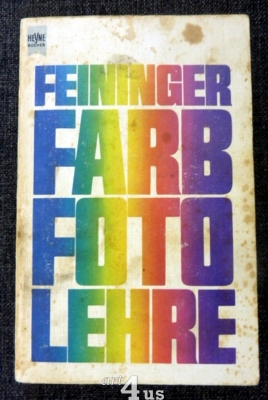 HEYNE
BÜCHER
FEININGER
FARB
FOTO
LEHRE
art4us